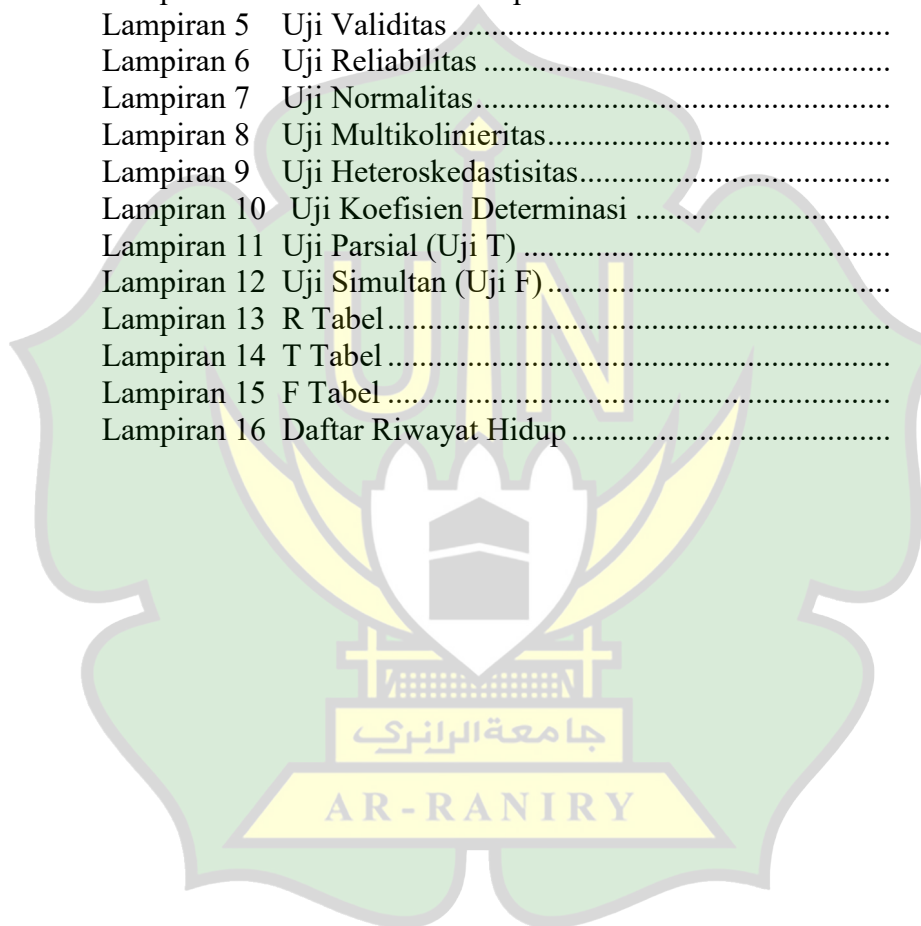 Lampiran 5 Uji Validitas ................................................................
Lampiran 6 Uji Reliabilitas ............................................................
Lampiran 7 Uji Normalitas..............................................................
Lampiran 8 Uji Multikolinieritas....................................................
Lampiran 9 Uji Heteroskedastisitas...............................................
Lampiran 10 Uji Koefisien Determinasi ......................................
Lampiran 11 Uji Parsial (Uji T) ......................................................
Lampiran 12 Uji Simultan (Uji F) ...................................................
Lampiran 13 R Tabel...........................................................................
Lampiran 14 T Tabel ...........................................................................
Lampiran 15 F Tabel ...........................................................................
Lampiran 16 Daftar Riwayat Hidup ................................................
UIN
جامعةالرانري
AR-RANIRY